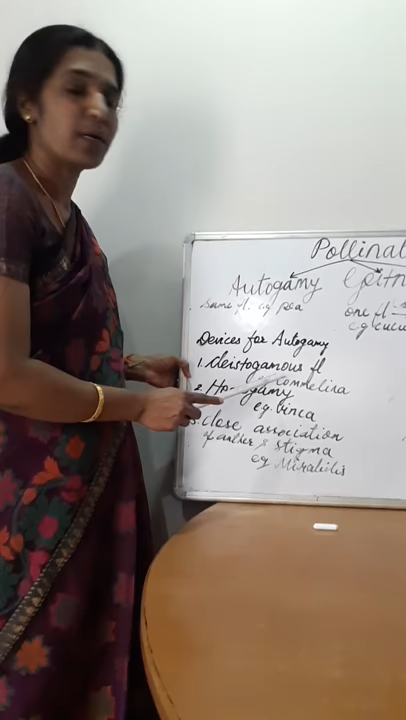 Pollinat
Autogamy Geitn
Same fl. eg pea
one fl
eg cucu
Devices for Autogamy
1. Cleistogamous fl
Commelina
2. Ho gamy
eg. Vinca
3. Close association
of anther & stigma
eg Mirabilis